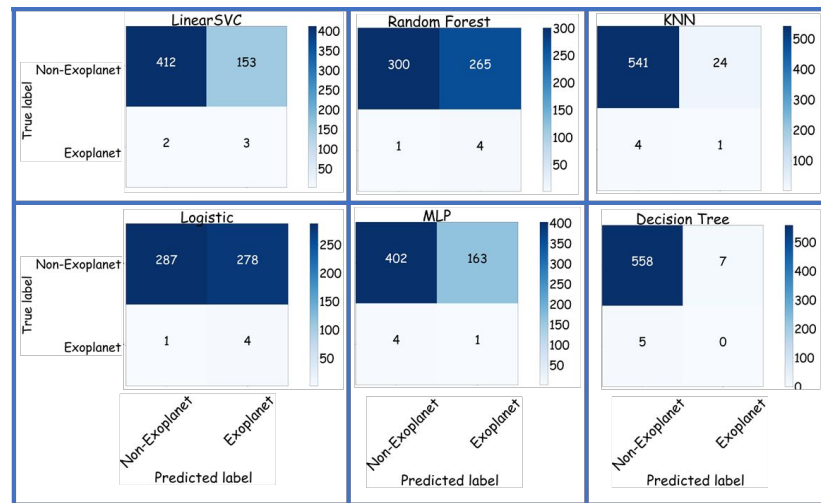 LinearSVC
Non-Exoplanet
True label
Exoplanet
412 153
2 3
400
350
300
250
200
150
100
50
Random Forest
300 265
1 4
300
250
200
150
100
50
KNN
541 24
4 1
500
400
300
200
100
Logistic
Non-Exoplanet
True label
Exoplanet
287 278
1 4
250
200
150
100
50
Non-Exoplanet
Exoplanet
Predicted label
MLP
402 163
4 1
400
350
300
250
200
150
100
50
Non-Exoplanet
Exoplanet
Predicted label
Decision Tree
558 7
5 0
500
400
300
200
100
0
Non-Exoplanet
Exoplanet
Predicted label